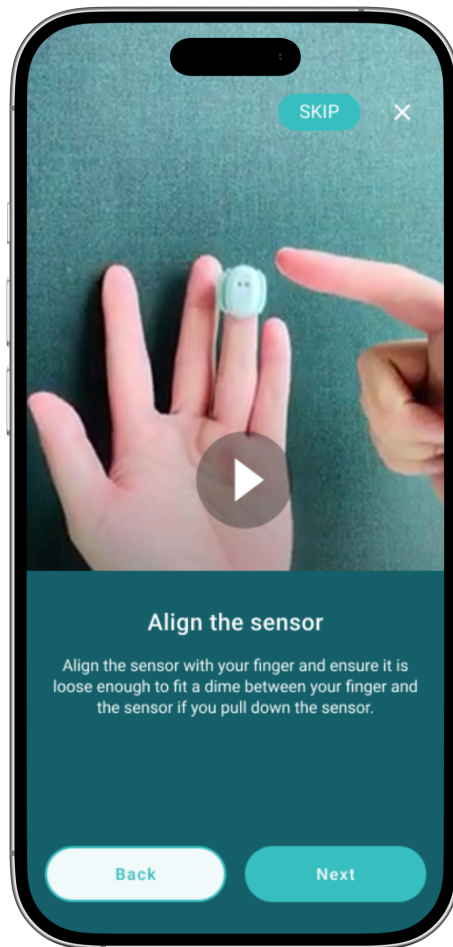 SKIP
Align the sensor
Align the sensor with your finger and ensure it is
loose enough to fit a dime between your finger and
the sensor if you pull down the sensor.
Back
Next